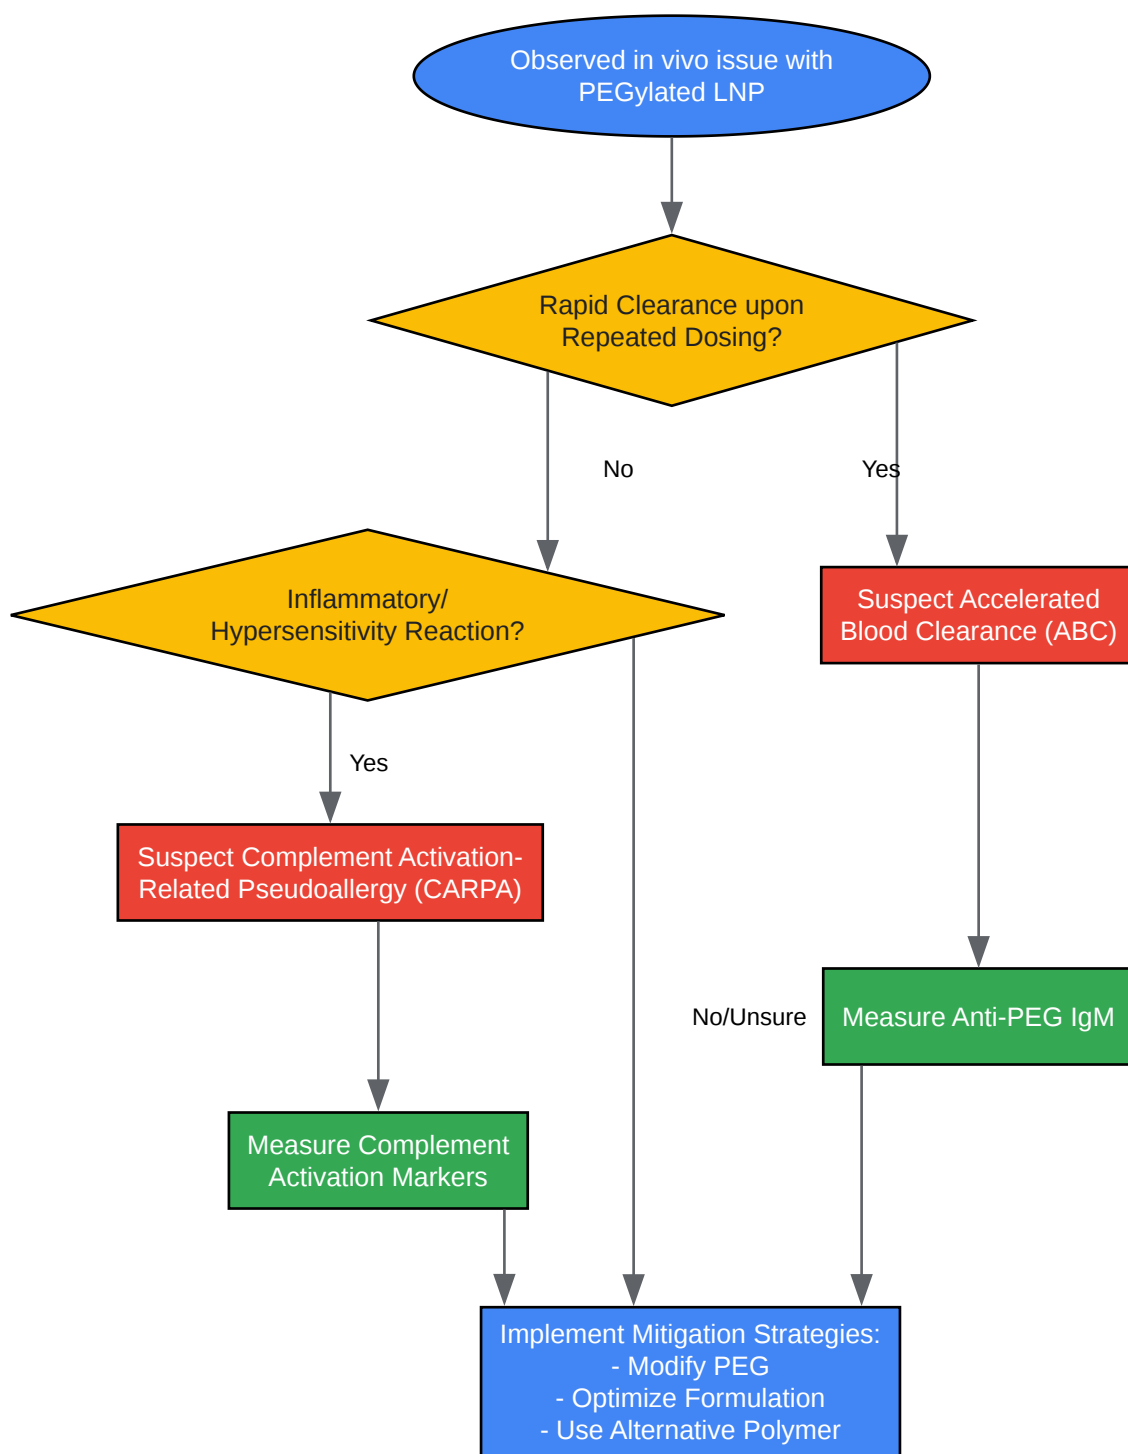 Observed in vivo issue with
PEGylated LNP
Rapid Clearance upon
Repeated Dosing?
No
Yes
Inflammatory/
Hypersensitivity Reaction?
Suspect Accelerated
Blood Clearance (ABC)
Yes
Suspect Complement Activation-
Related Pseudoallergy (CARPA)
No/Unsure
Measure Anti-PEG IgM
Measure Complement
Activation Markers
Implement Mitigation Strategies:
- Modify PEG
- Optimize Formulation
- Use Alternative Polymer